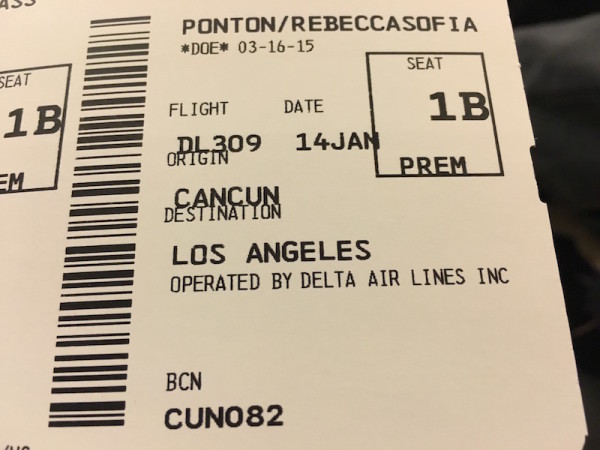 PONTON/REBECCASOFIA
*DOE* 03-16-15
SEAT
1B
PREM
SEAT
1B
FLIGHT DATE
DL309 14JAN
ORIGIN
CANCUN
DESTINATION
LOS ANGELES
OPERATED BY DELTA AIR LINES INC
BCN
CUN082